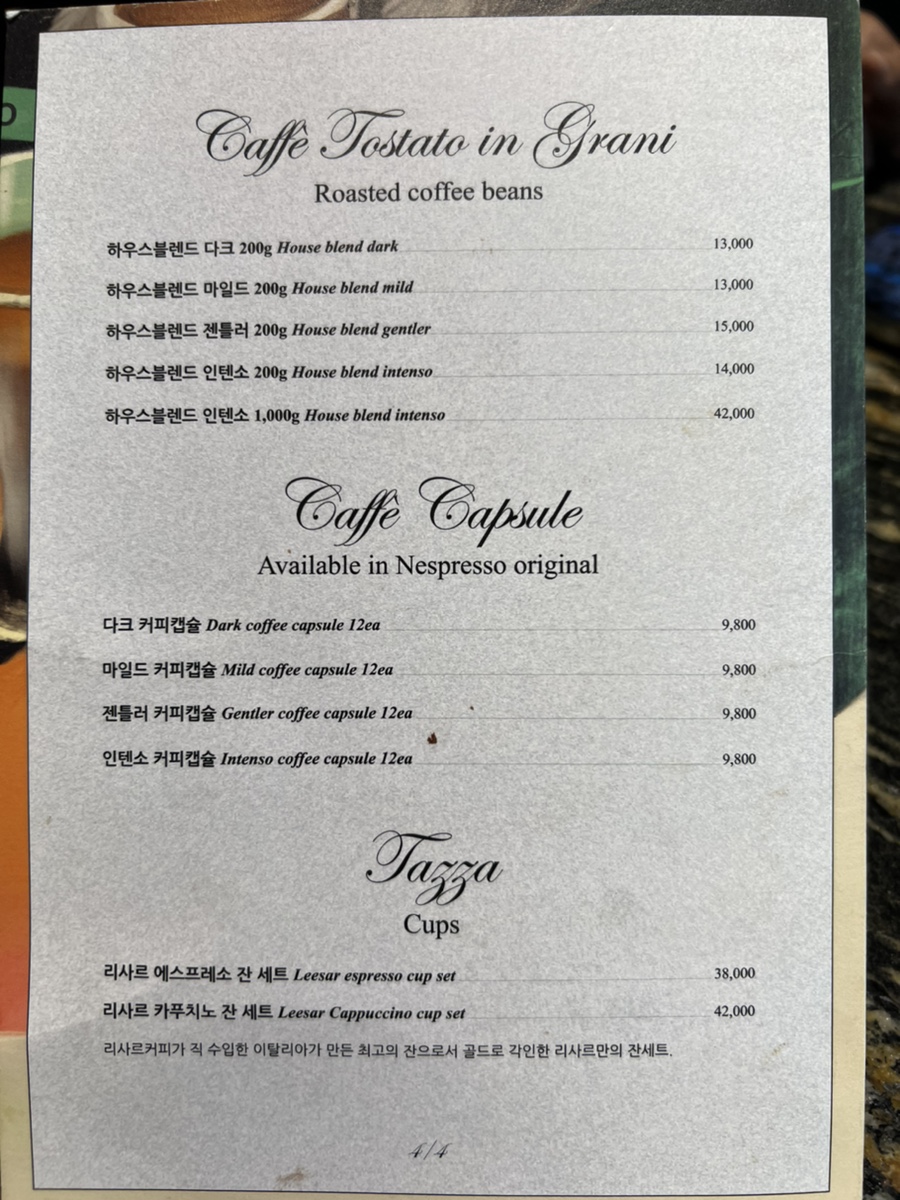 Caffè Tostato in Grani
Roasted coffee beans
하우스블렌드 다크 200g House blend dark 13,000
하우스블렌드 마일드 200g House blend mild 13,000
하우스블렌드 젠틀러 200g House blend gentler 15,000
하우스블렌드 인텐소 200g House blend intenso 14,000
하우스블렌드 인텐소 1,000g House blend intenso 42,000
Caffè Capsule
Available in Nespresso original
다크 커피캡슐 Dark coffee capsule 12ea 9,800
마일드 커피캡슐 Mild coffee capsule 12ea 9,800
젠틀러 커피캡슐 Gentler coffee capsule 12ea 9,800
인텐소 커피캡슐 Intenso coffee capsule 12ea 9,800
Tazza
Cups
리사르 에스프레소 잔 세트 Leesar espresso cup set 38,000
리사르 카푸치노 잔 세트 Leesar Cappuccino cup set 42,000
리사르커피가 직 수입한 이탈리아가 만든 최고의 잔으로서 골드로 각인한 리사르만의 잔세트.
4/4